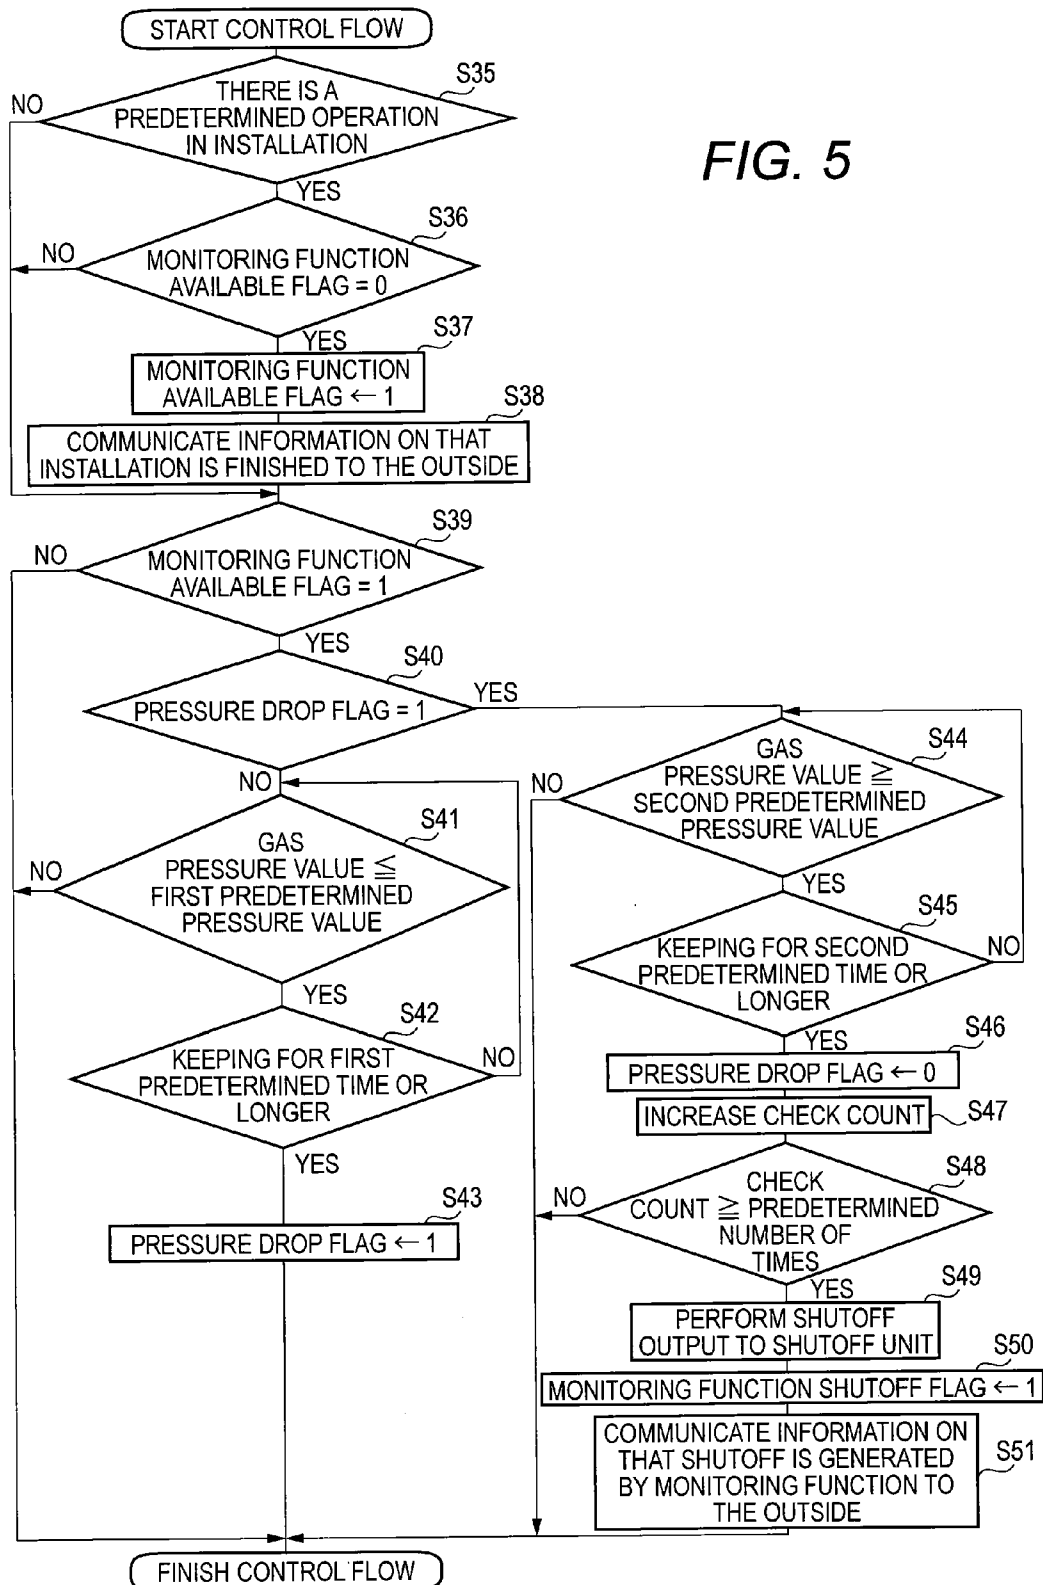 START CONTROL FLOW
S35
THERE IS A
PREDETERMINED OPERATION
IN INSTALLATION
NO
YES
FIG. 5
S36
NO
MONITORING FUNCTION
AVAILABLE FLAG = 0
YES
S37
MONITORING FUNCTION
AVAILABLE FLAG ← 1
S38
COMMUNICATE INFORMATION ON THAT
INSTALLATION IS FINISHED TO THE OUTSIDE
S39
NO
MONITORING FUNCTION
AVAILABLE FLAG = 1
YES
S40
PRESSURE DROP FLAG = 1
YES
NO
S41
NO
GAS
PRESSURE VALUE ≦
FIRST PREDETERMINED
PRESSURE VALUE
YES
S42
KEEPING FOR FIRST
PREDETERMINED TIME OR
LONGER
NO
YES
S43
PRESSURE DROP FLAG ← 1
S44
NO
GAS
PRESSURE VALUE ≧
SECOND PREDETERMINED
PRESSURE VALUE
YES
S45
KEEPING FOR SECOND
PREDETERMINED TIME OR
LONGER
NO
YES
S46
PRESSURE DROP FLAG ← 0
INCREASE CHECK COUNT
S47
S48
NO
CHECK
COUNT ≧ PREDETERMINED
NUMBER OF
TIMES
YES
S49
PERFORM SHUTOFF
OUTPUT TO SHUTOFF UNIT
S50
MONITORING FUNCTION SHUTOFF FLAG ← 1
COMMUNICATE INFORMATION ON
THAT SHUTOFF IS GENERATED
BY MONITORING FUNCTION TO
THE OUTSIDE
S51
FINISH CONTROL FLOW